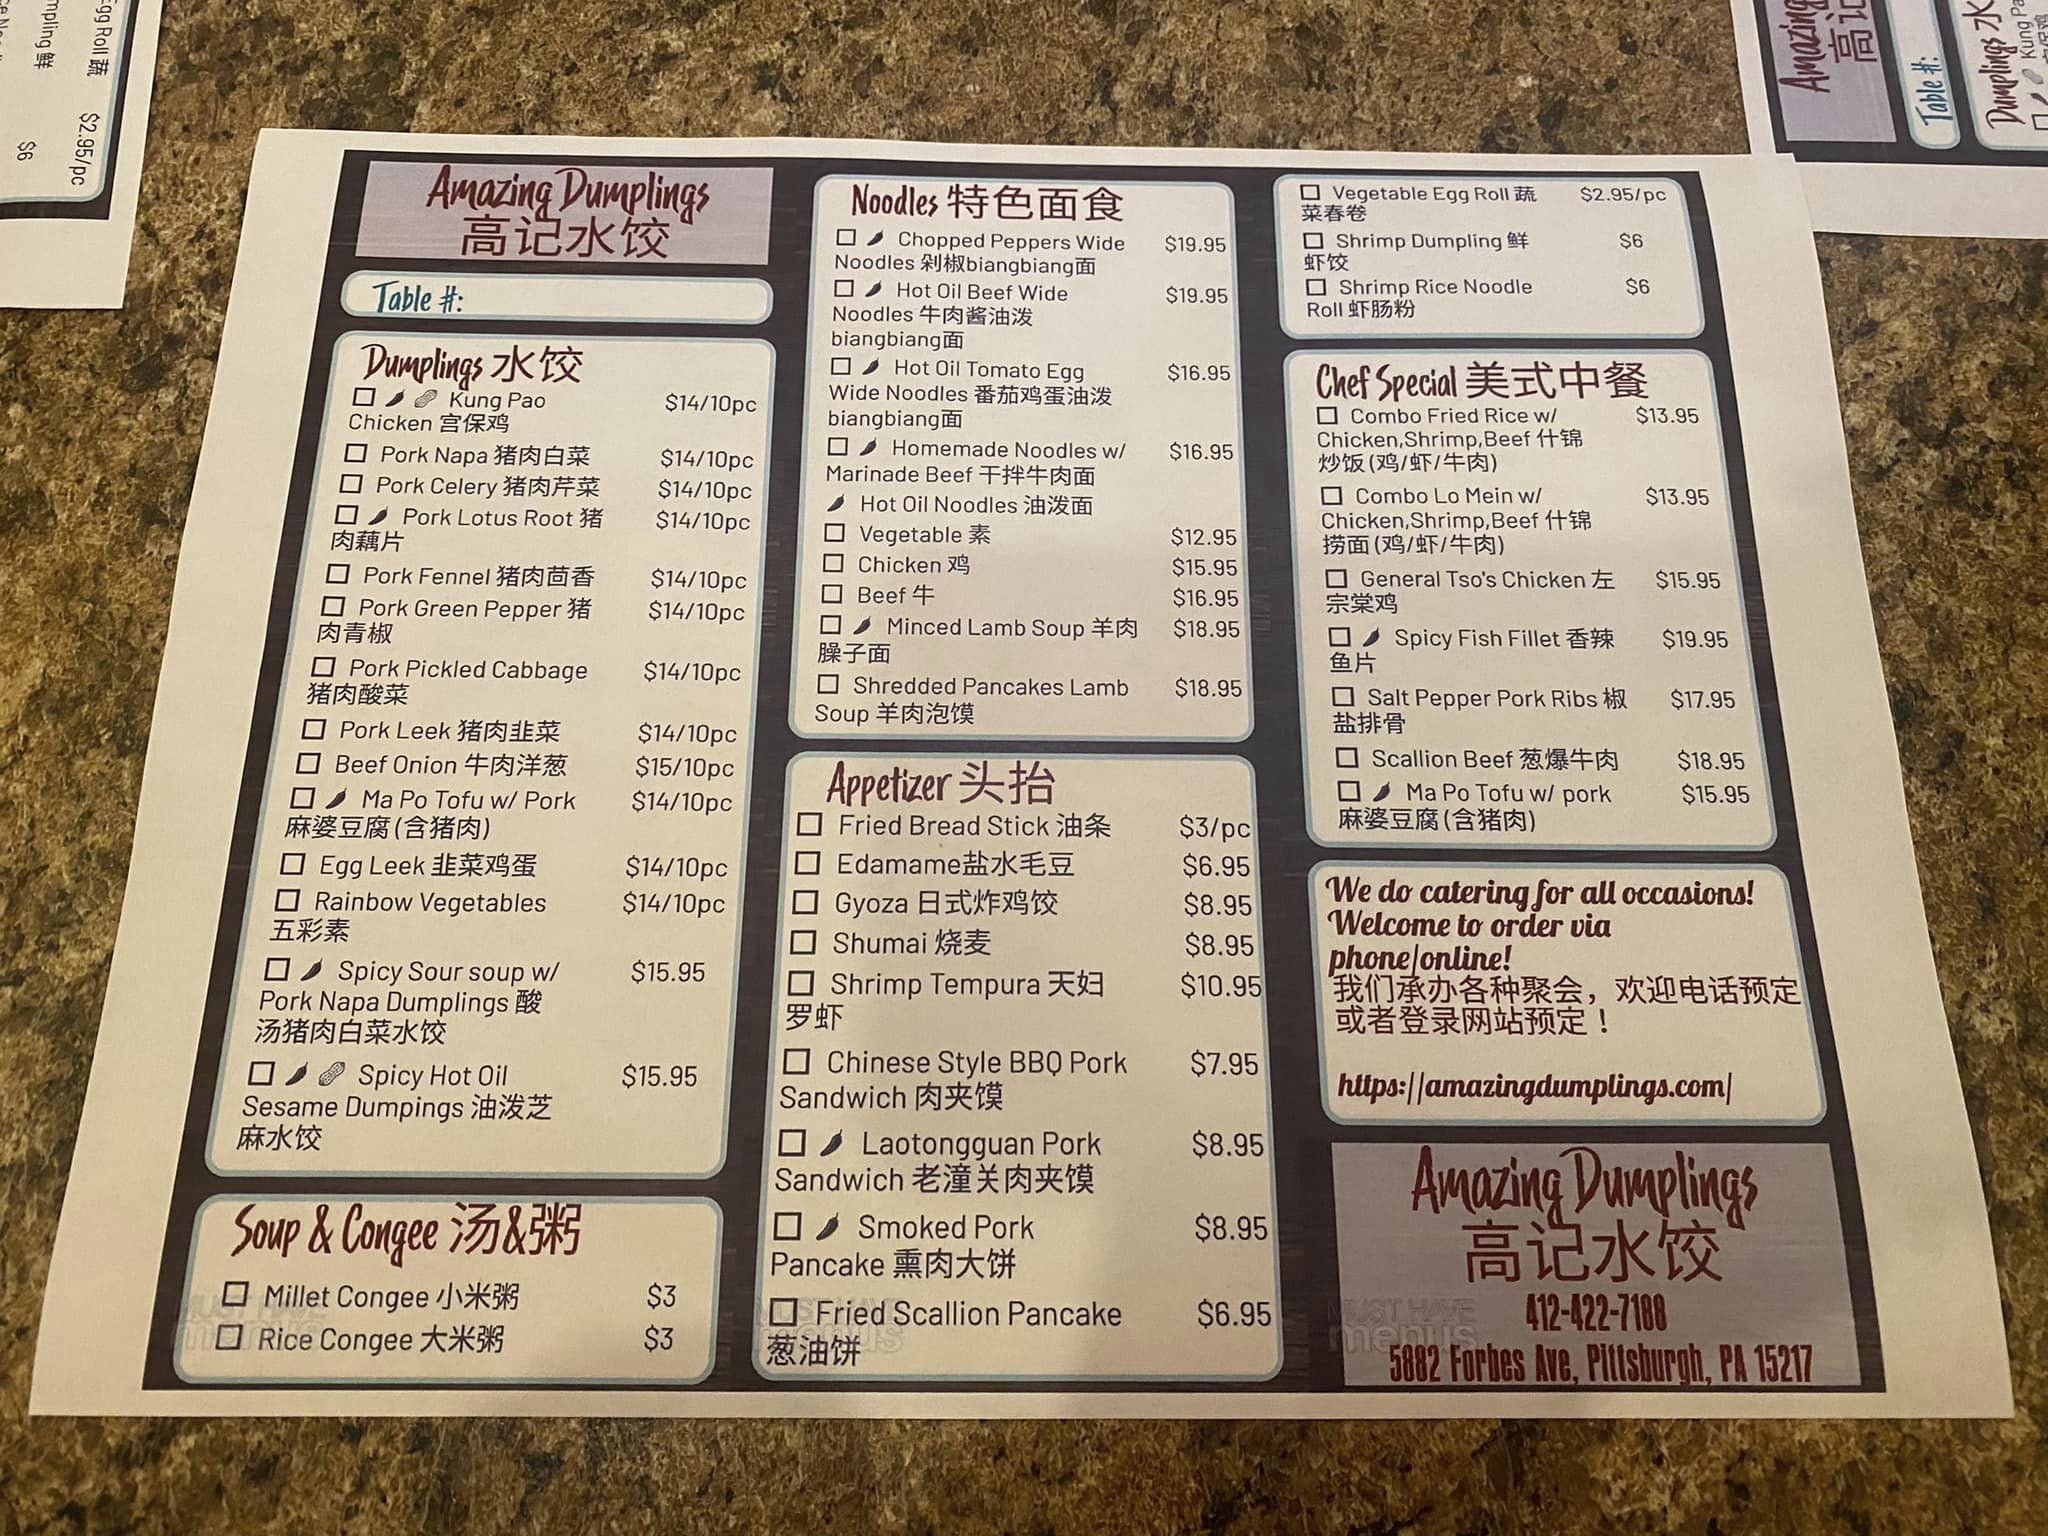 Egg Roll 蔬
$2.95/pc
mpling 鲜
$6
Amazing
高记
Table #:
Dumplings 水
Kung Pa
Amazing Dumplings
高记水饺
Table #:
Dumplings 水饺
Kung Pao $14/10pc
Chicken 宫保鸡
Pork Napa 猪肉白菜 $14/10pc
Pork Celery 猪肉芹菜 $14/10pc
Pork Lotus Root 猪 $14/10pc
肉藕片
Pork Fennel 猪肉茴香 $14/10pc
Pork Green Pepper 猪 $14/10pc
肉青椒
Pork Pickled Cabbage $14/10pc
猪肉酸菜
Pork Leek 猪肉韭菜 $14/10pc
Beef Onion 牛肉洋葱 $15/10pc
Ma Po Tofu w/ Pork $14/10pc
麻婆豆腐(含猪肉)
Egg Leek 韭菜鸡蛋 $14/10pc
Rainbow Vegetables $14/10pc
五彩素
Spicy Sour soup w/ $15.95
Pork Napa Dumplings 酸
汤猪肉白菜水饺
Spicy Hot Oil $15.95
Sesame Dumpings 油泼芝
麻水饺
Soup & Congee 汤&粥
Millet Congee 小米粥 $3
Rice Congee 大米粥 $3
MUST HAVE
menus
Noodles 特色面食
Chopped Peppers Wide $19.95
Noodles 剁椒biangbiang面
Hot Oil Beef Wide $19.95
Noodles 牛肉酱油泼
biangbiang面
Hot Oil Tomato Egg $16.95
Wide Noodles 番茄鸡蛋油泼
biangbiang面
Homemade Noodles w/ $16.95
Marinade Beef 干拌牛肉面
Hot Oil Noodles 油泼面
Vegetable 素 $12.95
Chicken 鸡 $15.95
Beef 牛 $16.95
Minced Lamb Soup 羊肉 $18.95
臊子面
Shredded Pancakes Lamb $18.95
Soup 羊肉泡馍
Appetizer 头抬
Fried Bread Stick 油条 $3/pc
Edamame盐水毛豆 $6.95
Gyoza 日式炸鸡饺 $8.95
Shumai 烧麦 $8.95
Shrimp Tempura 天妇 $10.95
罗虾
Chinese Style BBQ Pork $7.95
Sandwich 肉夹馍
Laotongguan Pork $8.95
Sandwich 老潼关肉夹馍
Smoked Pork $8.95
Pancake 熏肉大饼
Fried Scallion Pancake $6.95
葱油饼
MUST HAVE
menus
Vegetable Egg Roll 蔬 $2.95/pc
菜春卷
Shrimp Dumpling 鲜 $6
虾饺
Shrimp Rice Noodle $6
Roll 虾肠粉
Chef Special 美式中餐
Combo Fried Rice w/ $13.95
Chicken,Shrimp,Beef 什锦
炒饭(鸡/虾/牛肉)
Combo Lo Mein w/ $13.95
Chicken,Shrimp,Beef 什锦
捞面(鸡/虾/牛肉)
General Tso's Chicken 左 $15.95
宗棠鸡
Spicy Fish Fillet 香辣 $19.95
鱼片
Salt Pepper Pork Ribs 椒 $17.95
盐排骨
Scallion Beef 葱爆牛肉 $18.95
Ma Po Tofu w/ pork $15.95
麻婆豆腐(含猪肉)
We do catering for all occasions!
Welcome to order via
phone/online!
我们承办各种聚会，欢迎电话预定
或者登录网站预定！
https://amazingdumplings.com/
Amazing Dumplings
高记水饺
412-422-7188
MUST HAVE
menus
5882 Forbes Ave, Pittsburgh, PA 15217